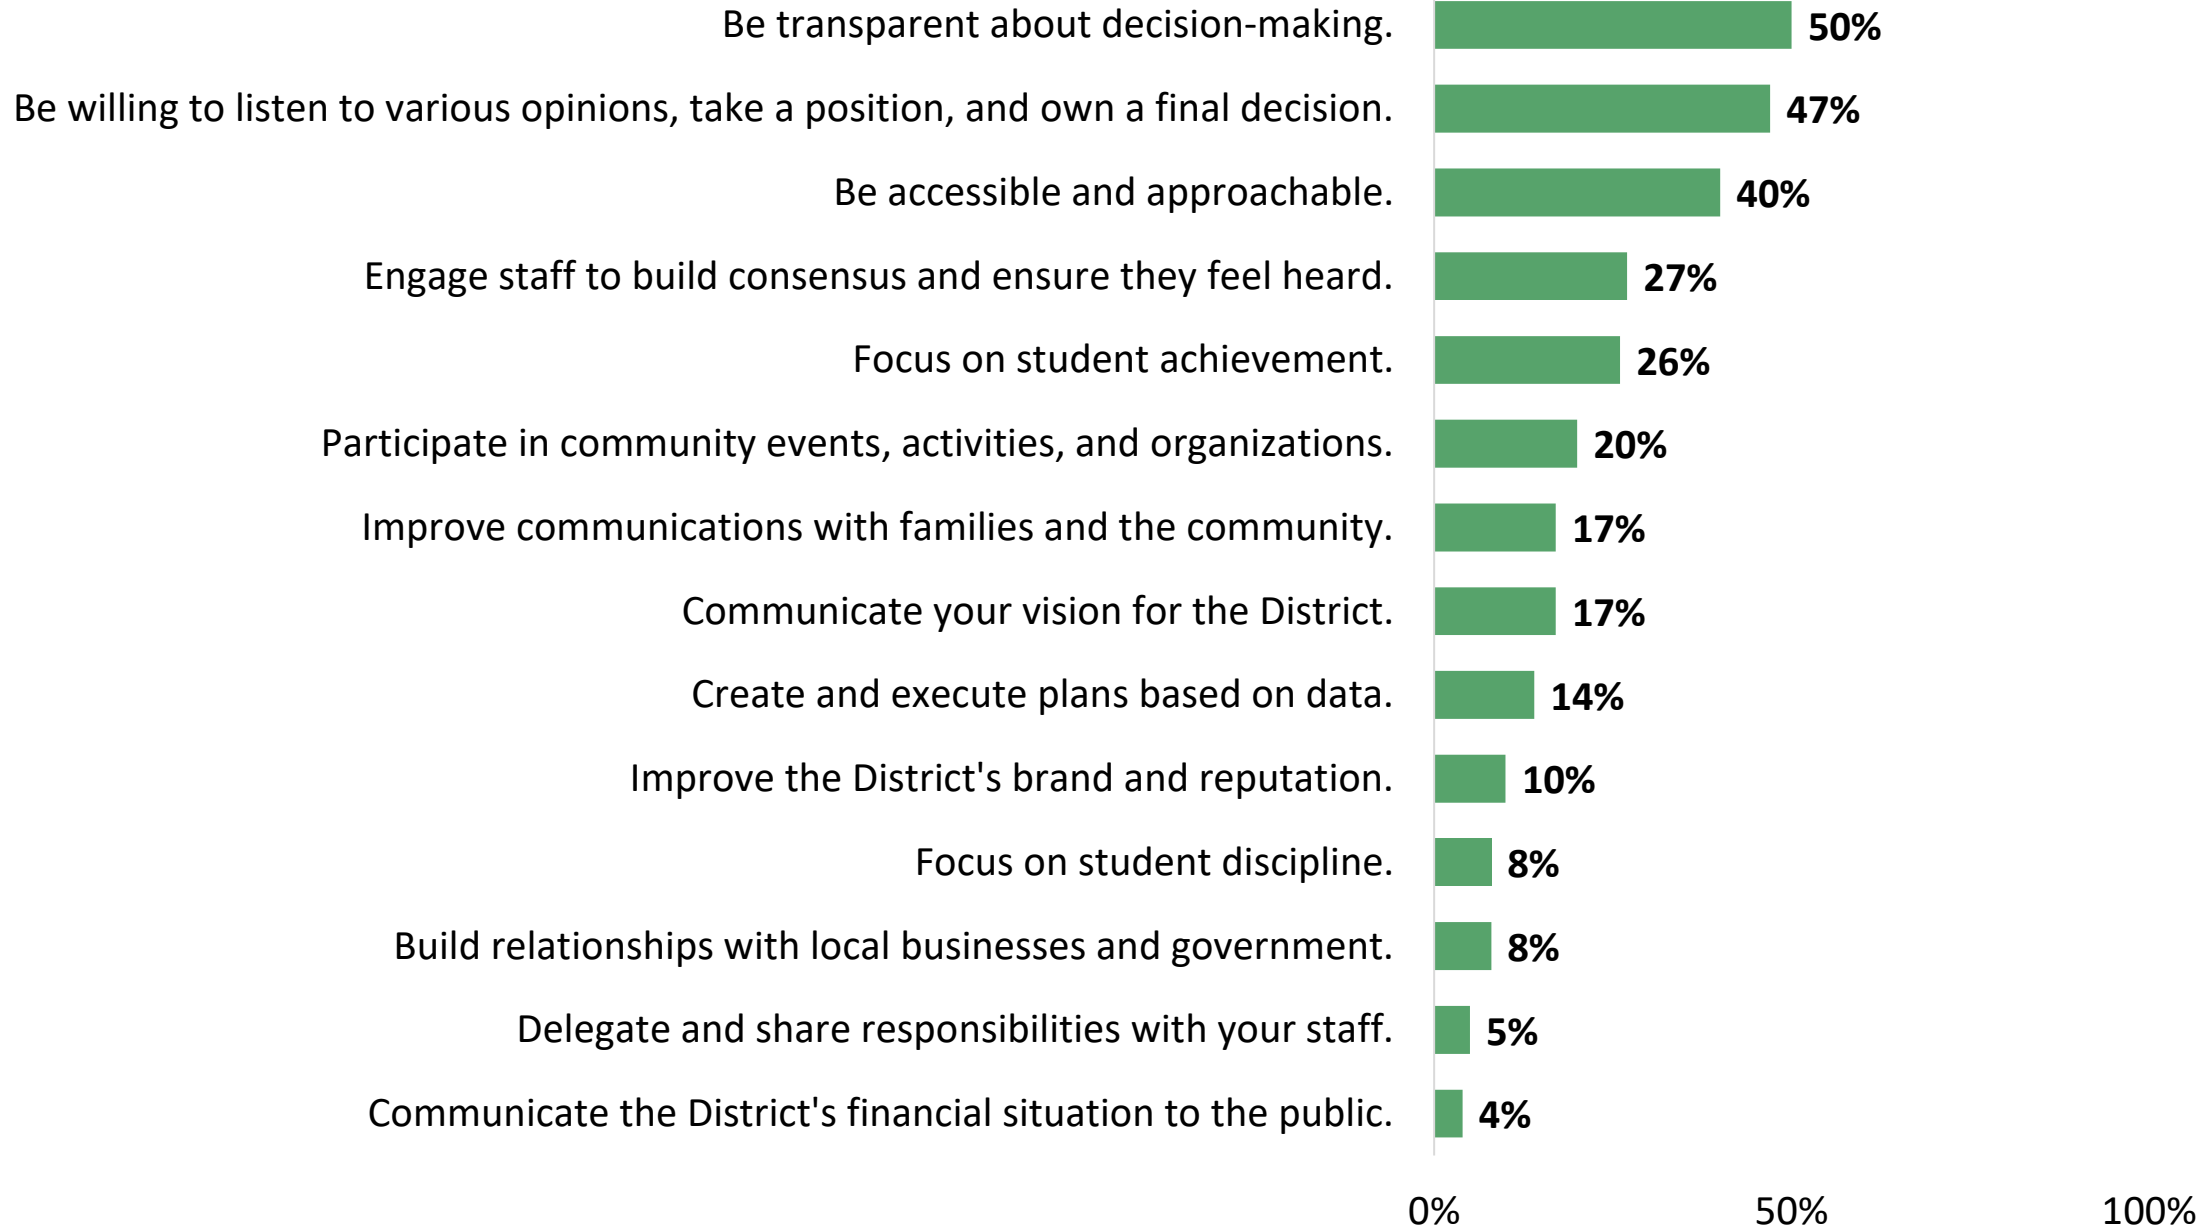 Be transparent about decision-making. 50%
Be willing to listen to various opinions, take a position, and own a final decision. 47%
Be accessible and approachable. 40%
Engage staff to build consensus and ensure they feel heard. 27%
Focus on student achievement. 26%
Participate in community events, activities, and organizations. 20%
Improve communications with families and the community. 17%
Communicate your vision for the District. 17%
Create and execute plans based on data. 14%
Improve the District's brand and reputation. 10%
Focus on student discipline. 8%
Build relationships with local businesses and government. 8%
Delegate and share responsibilities with your staff. 5%
Communicate the District's financial situation to the public. 4%
0% 50% 100%